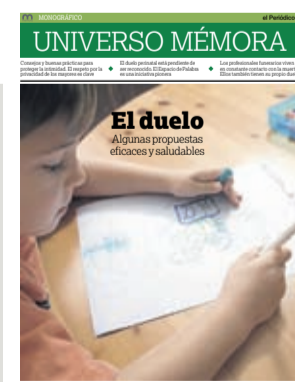 MONOGRÁFICO
el Periódico
UNIVERSO MÉMORA
Consejos y buenas prácticas para
proteger la intimidad. El respeto por la
privacidad de los mayores es clave
El duelo perinatal está pendiente de
ser reconocido. El Espacio de Palabras
es una iniciativa pionera
Los profesionales funerarios viven
en constante contacto con la muerte.
Ellos también tienen su propio duelo
El duelo
Algunas propuestas
eficaces y saludables